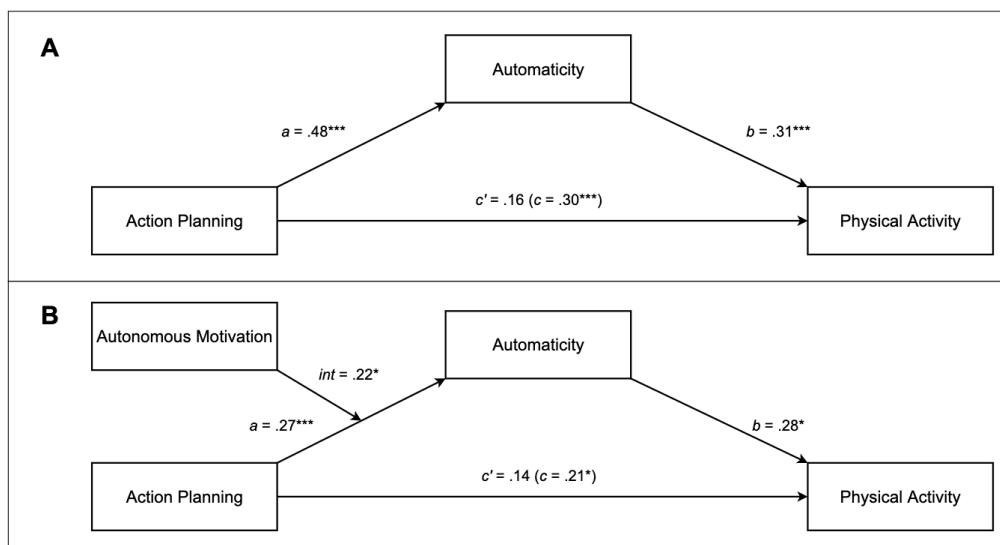 A
Automaticity
a = .48***
b = .31***
c' = .16 (c = .30***)
Action Planning
Physical Activity
B
Autonomous Motivation
Automaticity
int = .22*
a = .27***
b = .28*
c' = .14 (c = .21*)
Action Planning
Physical Activity